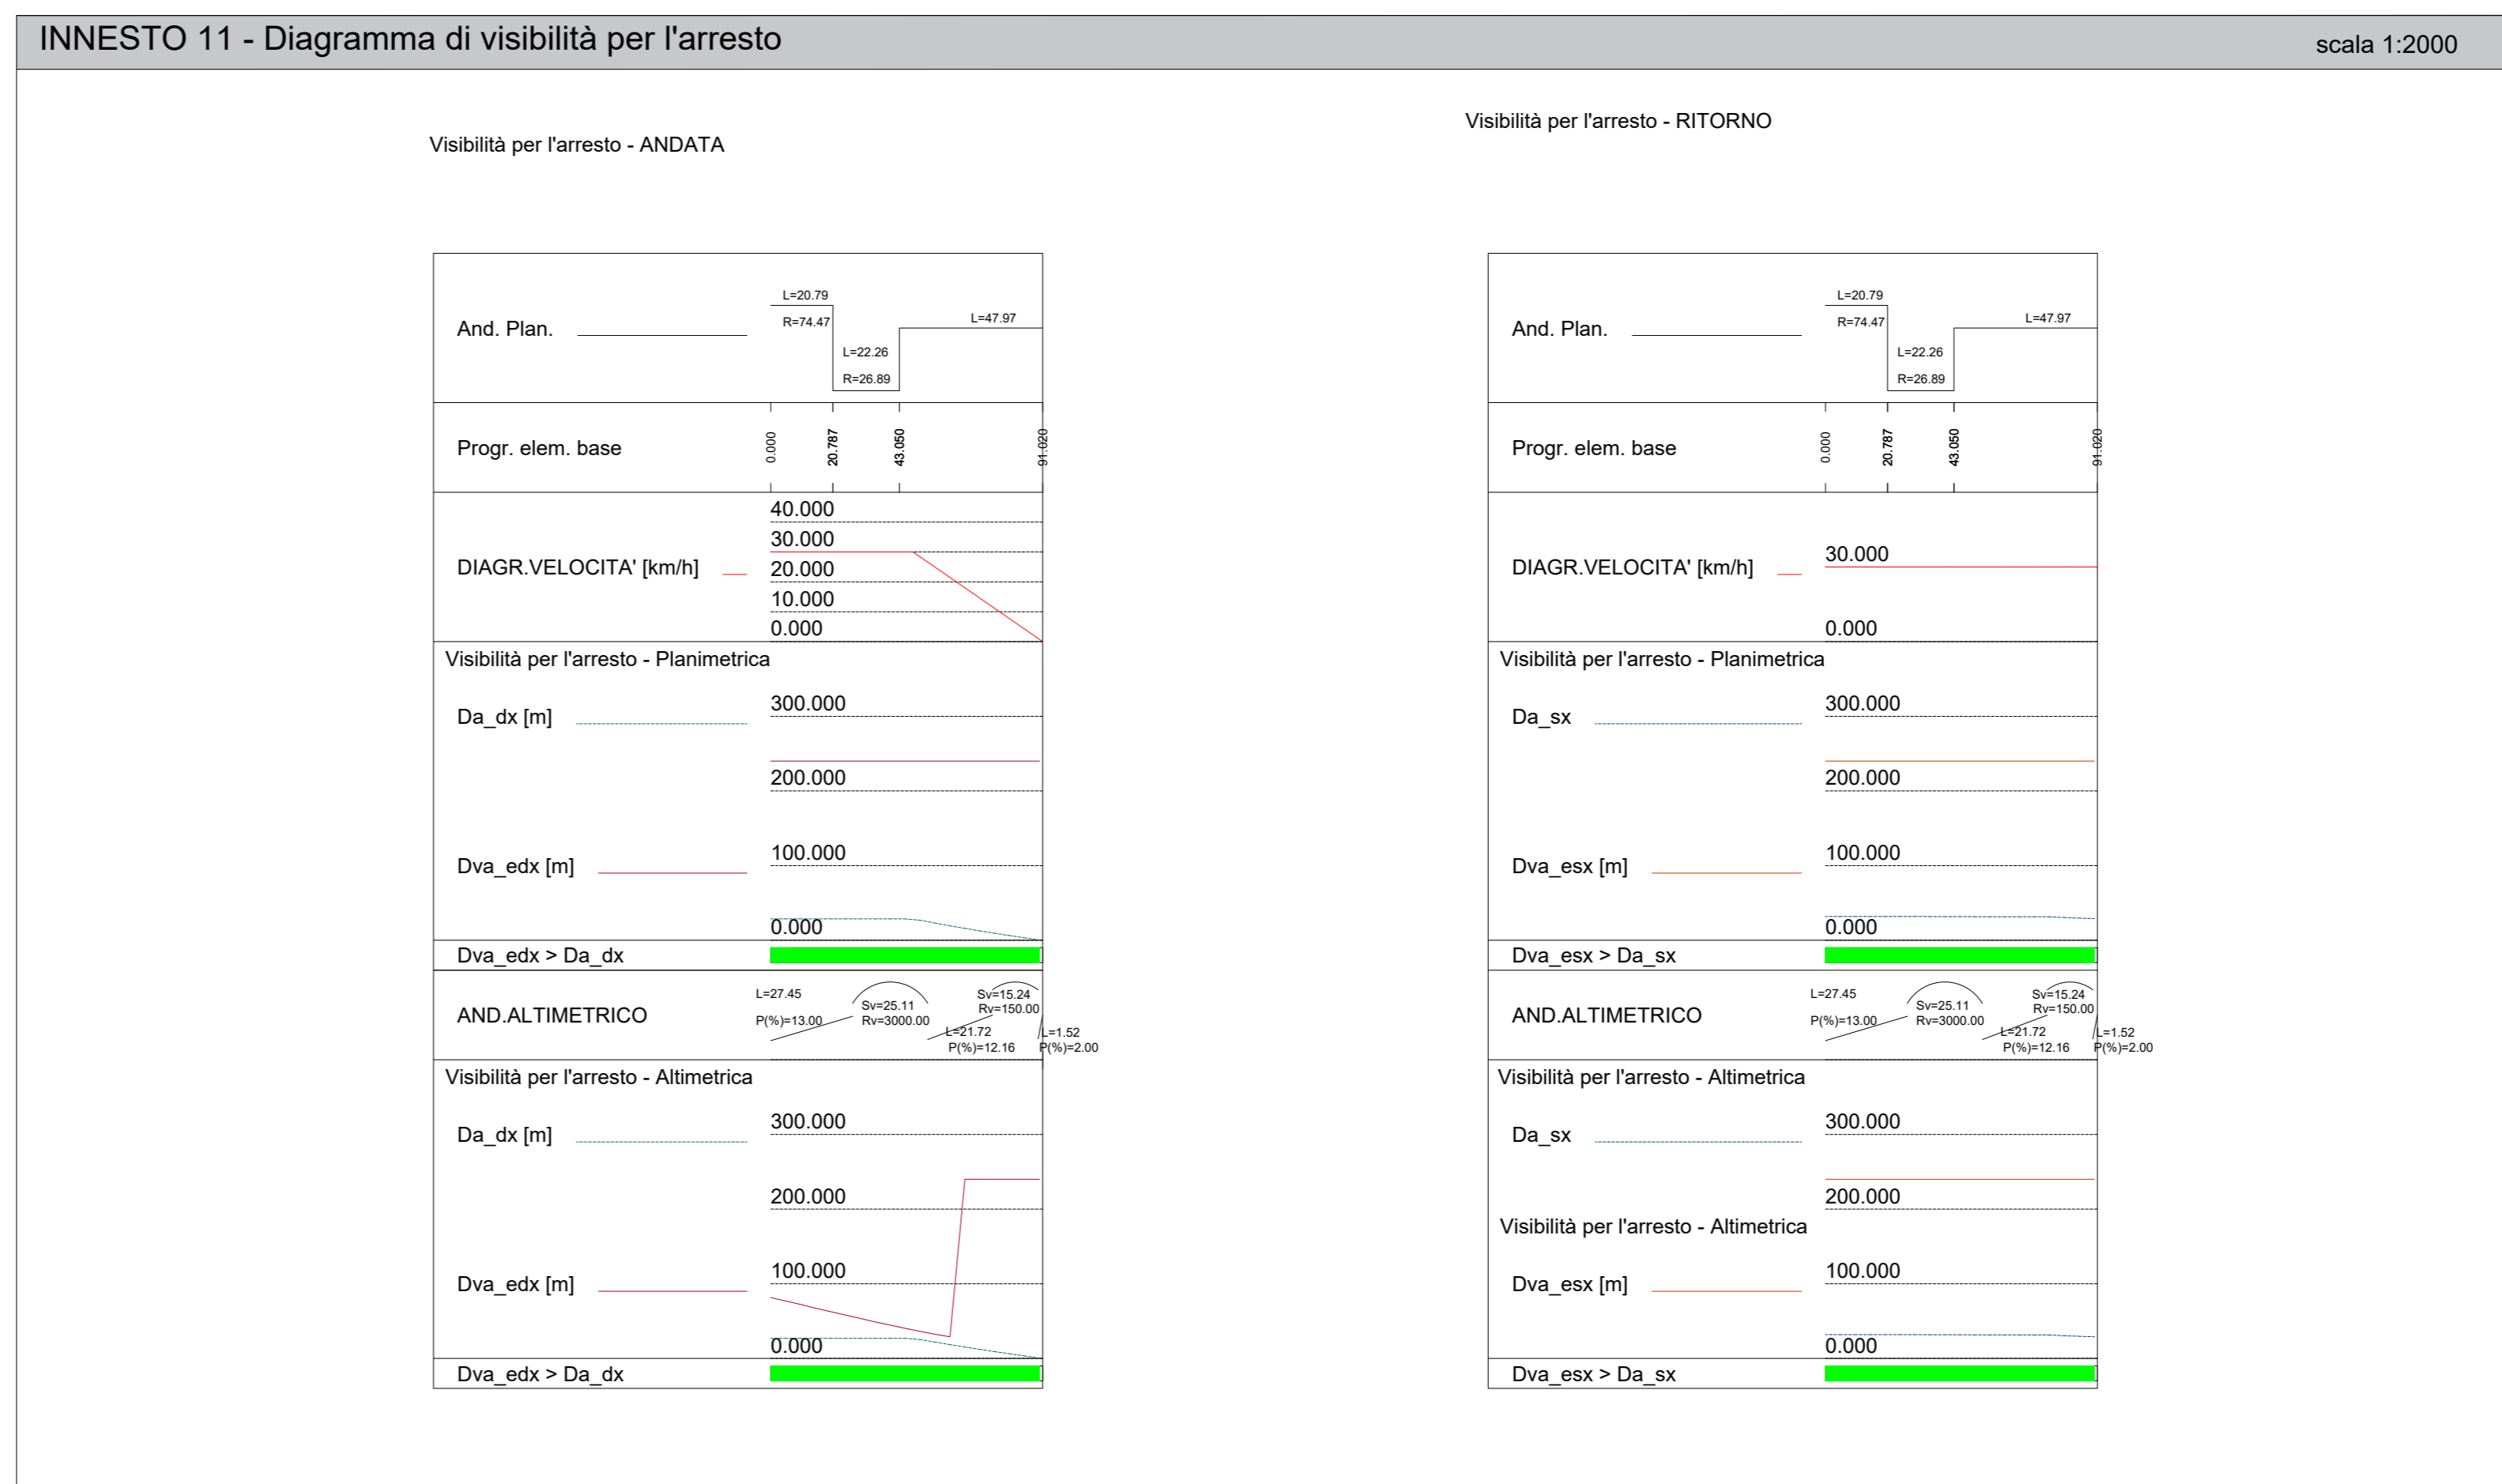 INNESTO 11 - Diagramma di visibilità per l'arresto
scala 1:2000
Visibilità per l'arresto - ANDATA
And. Plan.
L=20.79
R=74.47
L=22.26
R=26.89
L=47.97
Progr. elem. base
0.000
20.787
43.050
91.020
DIAGR.VELOCITA' [km/h]
40.000
30.000
20.000
10.000
0.000
Visibilità per l'arresto - Planimetrica
Da_dx [m]
300.000
200.000
Dva_edx [m]
100.000
0.000
Dva_edx > Da_dx
AND.ALTIMETRICO
L=27.45
P(%)=13.00
Sv=25.11
Rv=3000.00
L=21.72
P(%)=12.16
Sv=15.24
Rv=150.00
L=1.52
P(%)=2.00
Visibilità per l'arresto - Altimetrica
Da_dx [m]
300.000
200.000
Dva_edx [m]
100.000
0.000
Dva_edx > Da_dx
Visibilità per l'arresto - RITORNO
And. Plan.
L=20.79
R=74.47
L=22.26
R=26.89
L=47.97
Progr. elem. base
0.000
20.787
43.050
91.020
DIAGR.VELOCITA' [km/h]
30.000
0.000
Visibilità per l'arresto - Planimetrica
Da_sx
300.000
200.000
Dva_esx [m]
100.000
0.000
Dva_esx > Da_sx
AND.ALTIMETRICO
L=27.45
P(%)=13.00
Sv=25.11
Rv=3000.00
L=21.72
P(%)=12.16
Sv=15.24
Rv=150.00
L=1.52
P(%)=2.00
Visibilità per l'arresto - Altimetrica
Da_sx
300.000
200.000
Visibilità per l'arresto - Altimetrica
Dva_esx [m]
100.000
0.000
Dva_esx > Da_sx